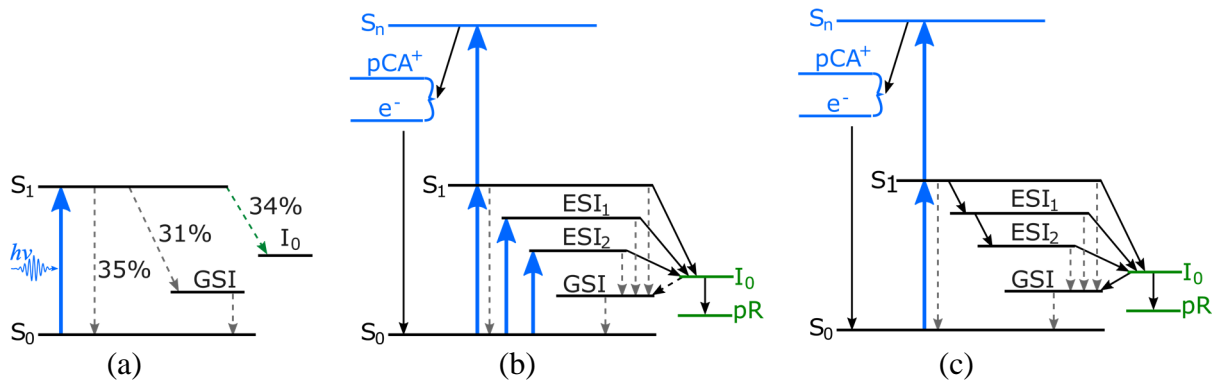 S₁
34%
31%
I₀
hν
35%
GSI
S₀
(a)
Sₙ
pCA⁺
e⁻
S₁
ESI₁
ESI₂
GSI
I₀
pR
S₀
(b)
Sₙ
pCA⁺
e⁻
S1
ESI₁
ESI₂
GSI
I₀
pR
S₀
(c)